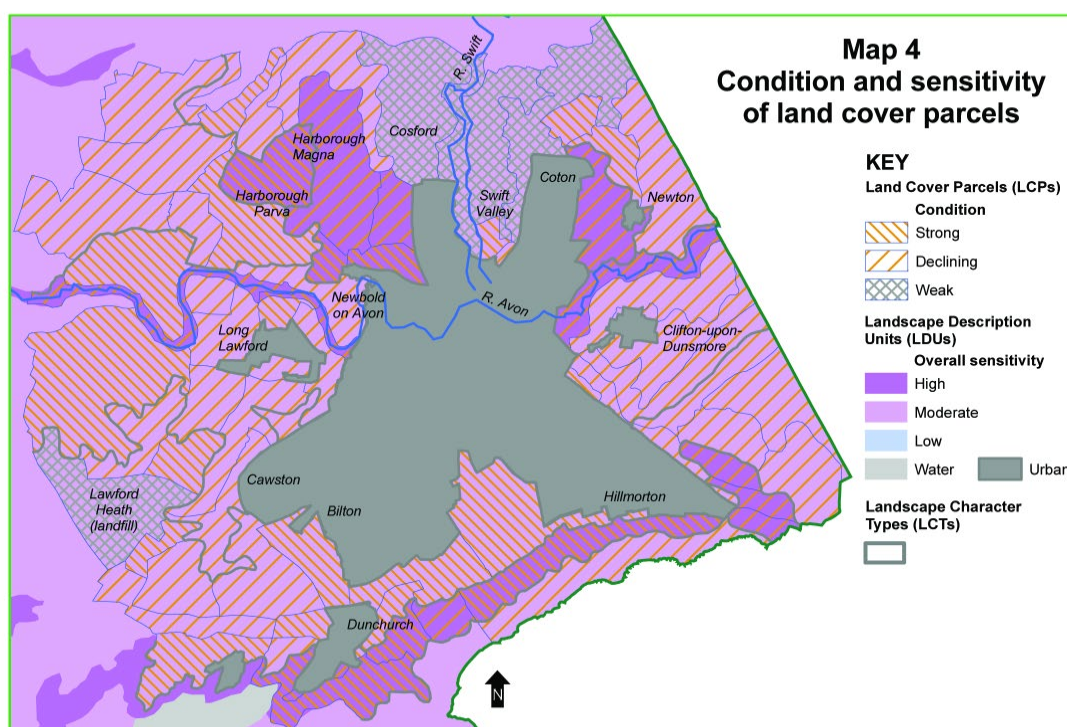 Map 4
Condition and sensitivity
of land cover parcels
KEY
Land Cover Parcels (LCPs)
Condition
Strong
Declining
Weak
Landscape Description
Units (LDUs)
Overall sensitivity
High
Moderate
Low
Water
Urban
Landscape Character
Types (LCTs)
R. Swift
Cosford
Harborough
Magna
Harborough
Parva
Swift
Valley
Coton
Newton
Newbold
on Avon
R. Avon
Long
Lawford
Clifton-upon-
Dunsmore
Lawford
Heath
(landfill)
Cawston
Bilton
Hillmorton
Dunchurch
N